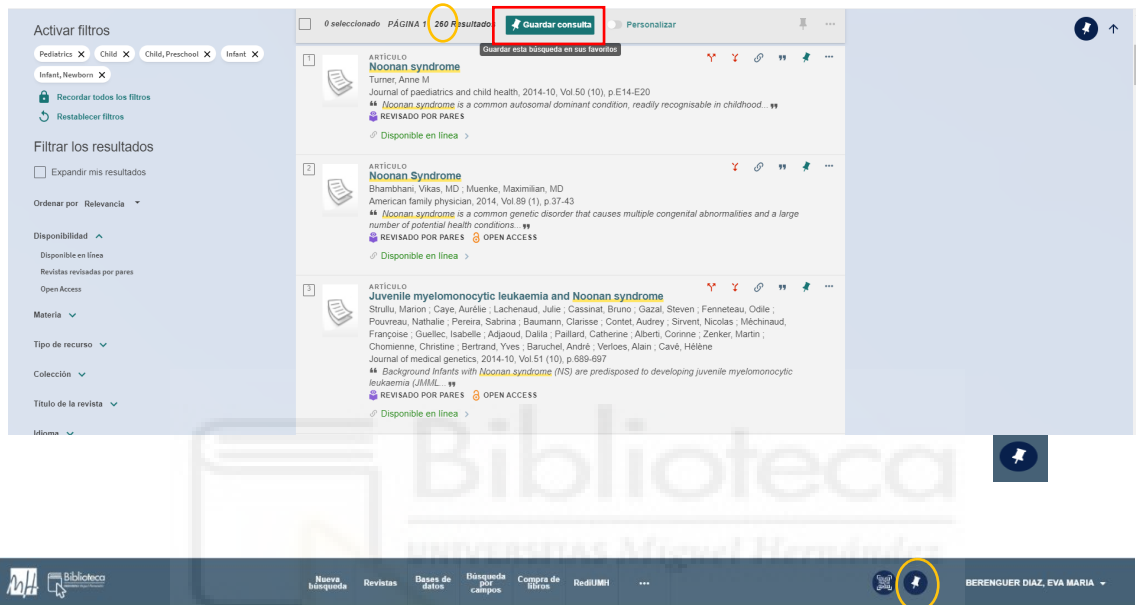 Activar filtros
Pediatrics X Child X Child, Preschool X Infant X
Infant, Newborn X
Recordar todos los filtros
Restablecer filtros
Filtrar los resultados
Expandir mis resultados
Ordenar por Relevancia
Disponibilidad
Disponible en línea
Revistas revisadas por pares
Open Access
Materia
Tipo de recurso
Colección
Título de la revista
Idioma
0 seleccionado PÁGINA 1 260 Resultados Guardar consulta Personalizar
Guardar esta búsqueda en sus favoritos
1
ARTÍCULO
Noonan syndrome
Turner, Anne M
Journal of paediatrics and child health, 2014-10, Vol.50 (10), p.E14-E20
Noonan syndrome is a common autosomal dominant condition, readily recognisable in childhood...
REVISADO POR PARES
Disponible en línea >
2
ARTÍCULO
Noonan Syndrome
Bhambhani, Vikas, MD ; Muenke, Maximilian, MD
American family physician, 2014, Vol.89 (1), p.37-43
Noonan syndrome is a common genetic disorder that causes multiple congenital abnormalities and a large
number of potential health conditions...
REVISADO POR PARES OPEN ACCESS
Disponible en línea >
3
ARTÍCULO
Juvenile myelomonocytic leukaemia and Noonan syndrome
Strullu, Marion ; Caye, Aurélie ; Lachenaud, Julie ; Cassinat, Bruno ; Gazal, Steven ; Fenneteau, Odile ;
Pouvreau, Nathalie ; Pereira, Sabrina ; Baumann, Clarisse ; Contet, Audrey ; Sirvent, Nicolas ; Méchinaud,
Françoise ; Guellec, Isabelle ; Adjaoud, Dalila ; Paillard, Catherine ; Alberti, Corinne ; Zenker, Martin ;
Chomienne, Christine ; Bertrand, Yves ; Baruchel, André ; Verloes, Alain ; Cavé, Hélène
Journal of medical genetics, 2014-10, Vol.51 (10), p.689-697
Background Infants with Noonan syndrome (NS) are predisposed to developing juvenile myelomonocytic
leukaemia (JMML...
REVISADO POR PARES OPEN ACCESS
Disponible en línea >
Biblioteca
UNIVERSITAS Miguel Hernández
Biblioteca
Nueva búsqueda Revistas Bases de datos Búsqueda por campos Compra de libros RediUMH ...
BERENGUER DIAZ, EVA MARIA